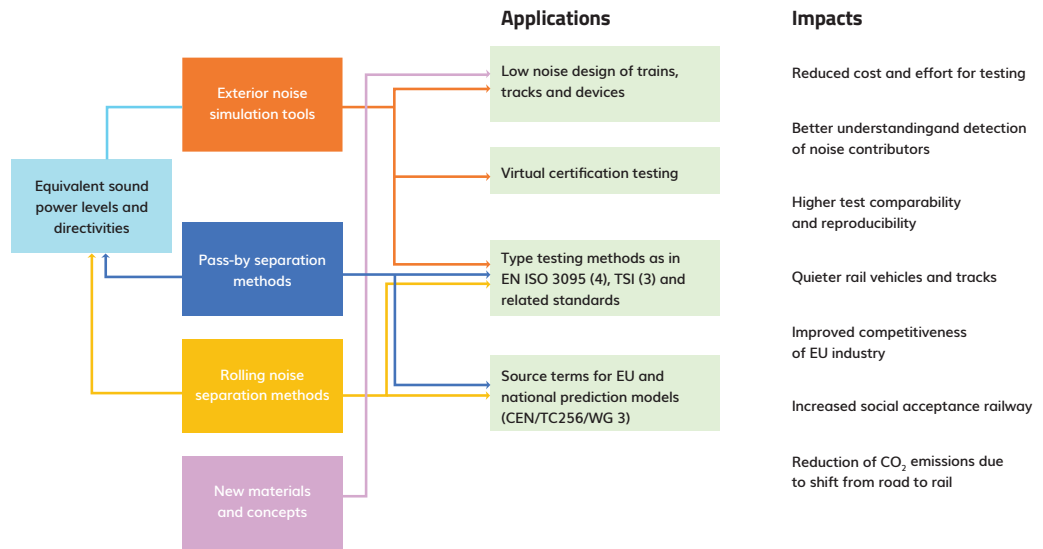 Applications
Impacts
Exterior noise
simulation tools
Equivalent sound
power levels and
directivities
Pass-by separation
methods
Rolling noise
separation methods
New materials
and concepts
Low noise design of trains,
tracks and devices
Virtual certification testing
Type testing methods as in
EN ISO 3095 (4), TSI (3) and
related standards
Source terms for EU and
national prediction models
(CEN/TC256/WG 3)
Reduced cost and effort for testing
Better understandingand detection
of noise contributors
Higher test comparability
and reproducibility
Quieter rail vehicles and tracks
Improved competitiveness
of EU industry
Increased social acceptance railway
Reduction of CO₂ emissions due
to shift from road to rail